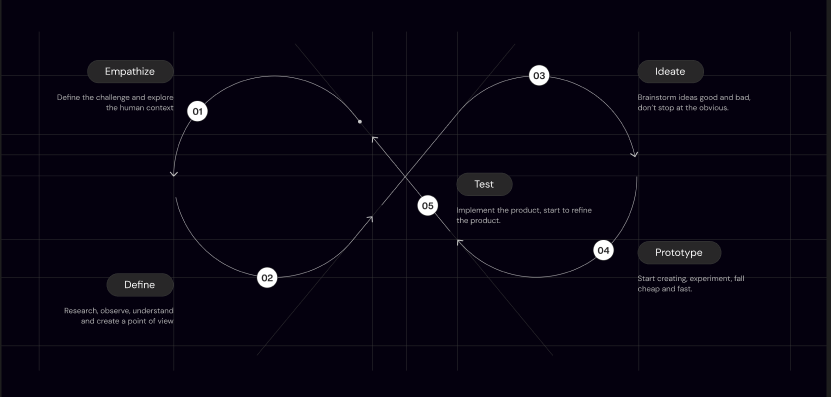 Empathize
Define the challenge and explore
the human context
01
02
Define
Research, observe, understand
and create a point of view
03
Ideate
Brainstorm ideas good and bad,
don't stop at the obvious.
04
Prototype
Start creating, experiment, fall
cheap and fast.
05
Test
Implement the product, start to refine
the product.